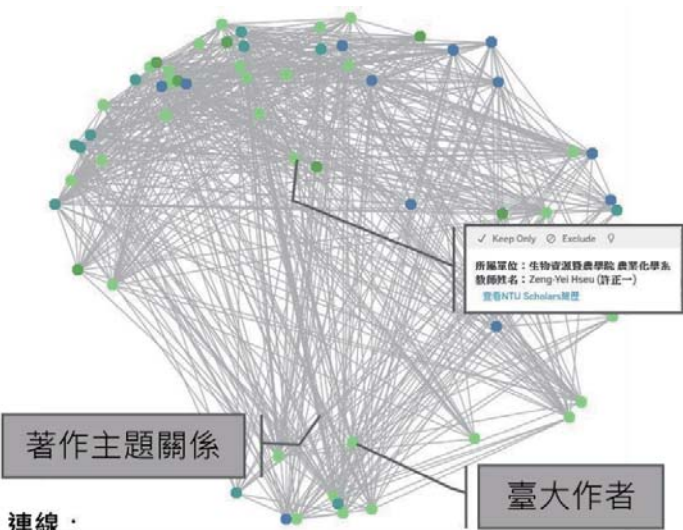 Keep Only Exclude
所屬單位：生物資源暨農學院 農業化學系
教師姓名：Zeng-Yei Hseu (許正一)
查看NTU Scholars簡歷
著作主題關係
臺大作者
連線：